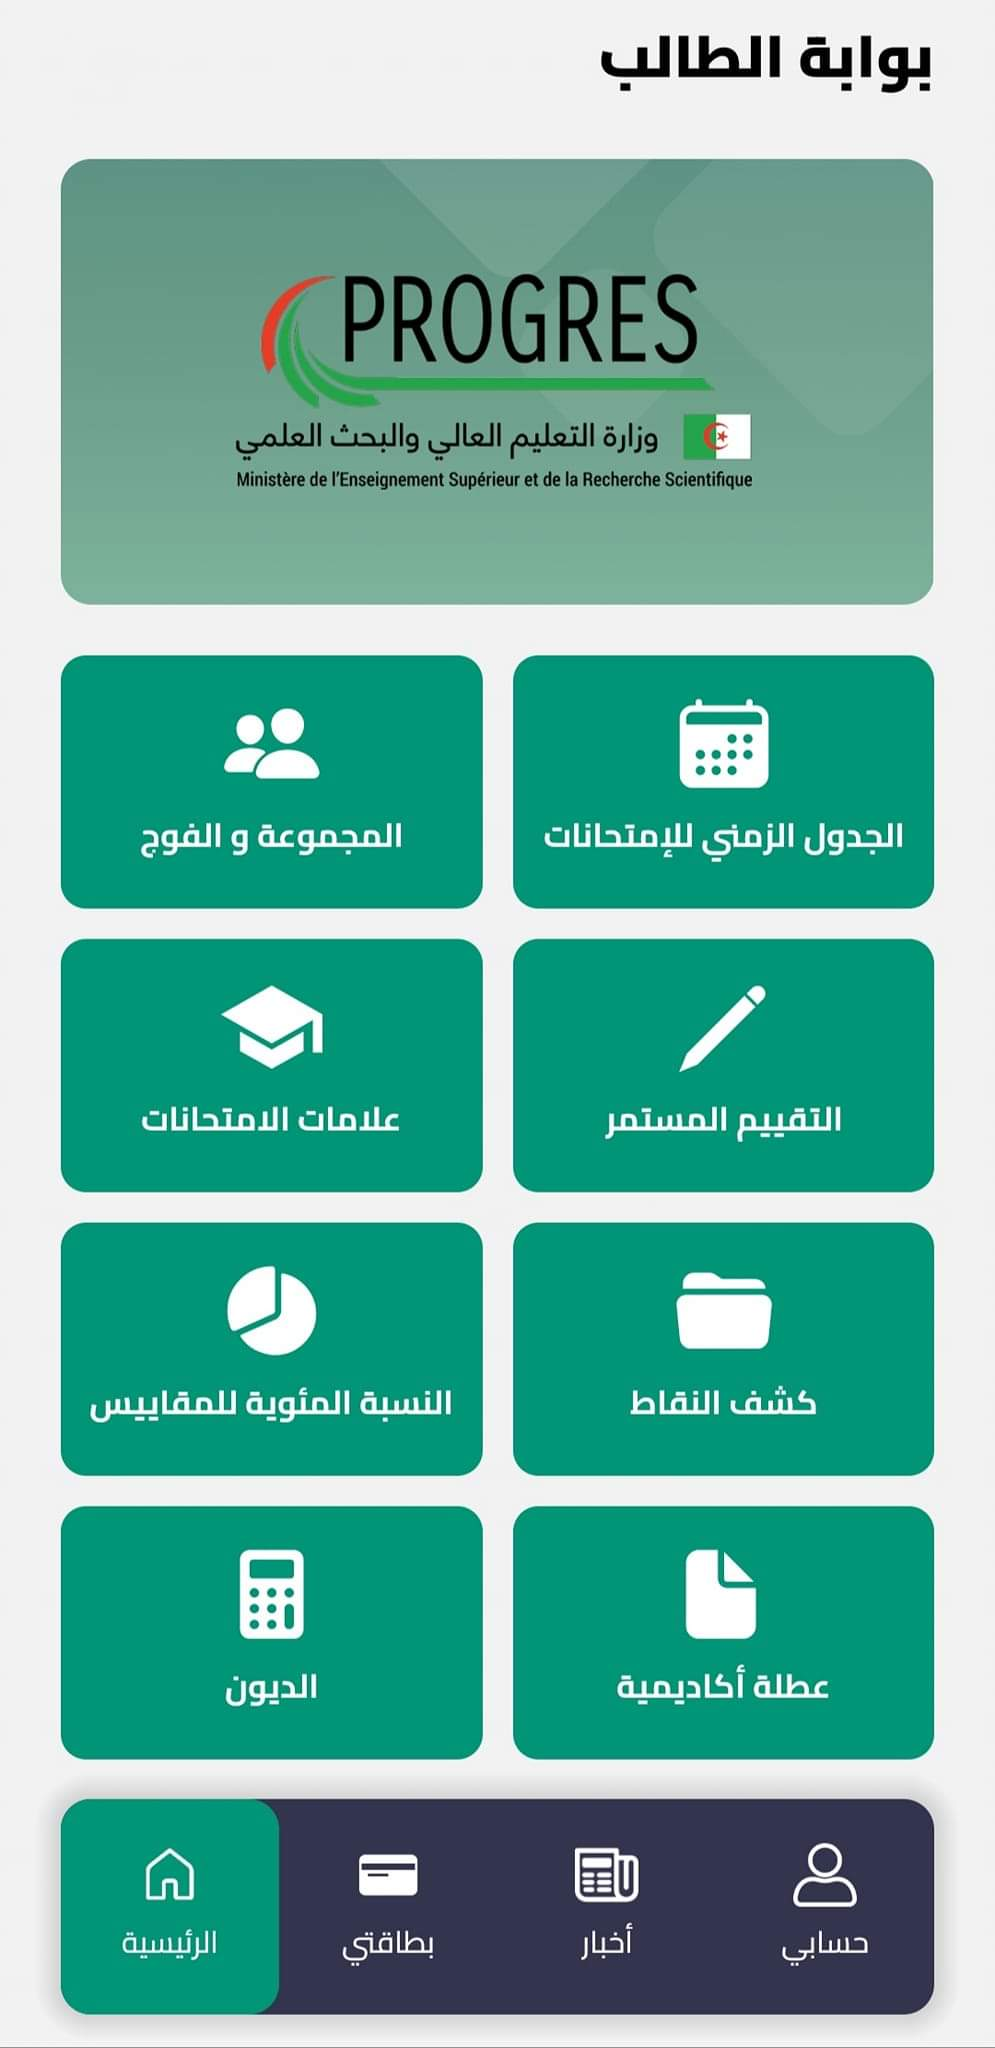 بوابة الطالب
PROGRES
وزارة التعليم العالي والبحث العلمي
Ministère de l'Enseignement Supérieur et de la Recherche Scientifique
الجدول الزمني للإمتحانات
المجموعة و الفوج
التقييم المستمر
علامات الامتحانات
كشف النقاط
النسبة المئوية للمقاييس
عطلة أكاديمية
الديون
حسابي
أخبار
بطاقتي
الرئيسية